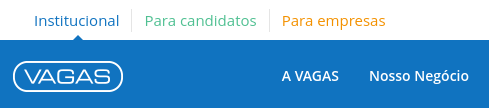 Institucional Para candidatos Para empresas
VAGAS A VAGAS Nosso Negócio